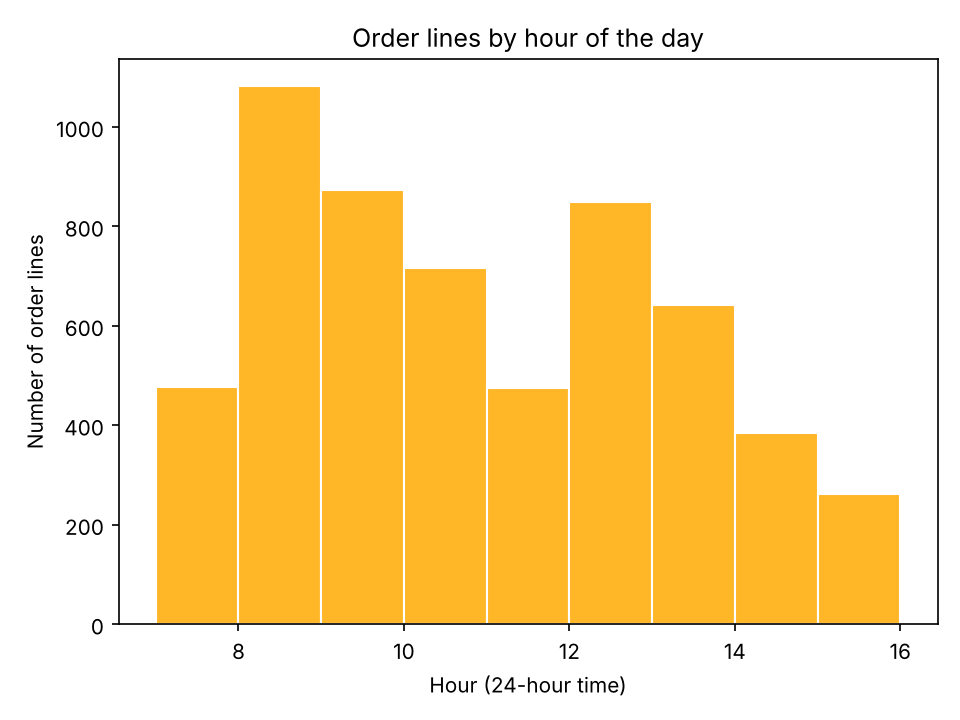 Order lines by hour of the day
Number of order lines
1000
800
600
400
200
0
8 10 12 14 16
Hour (24-hour time)